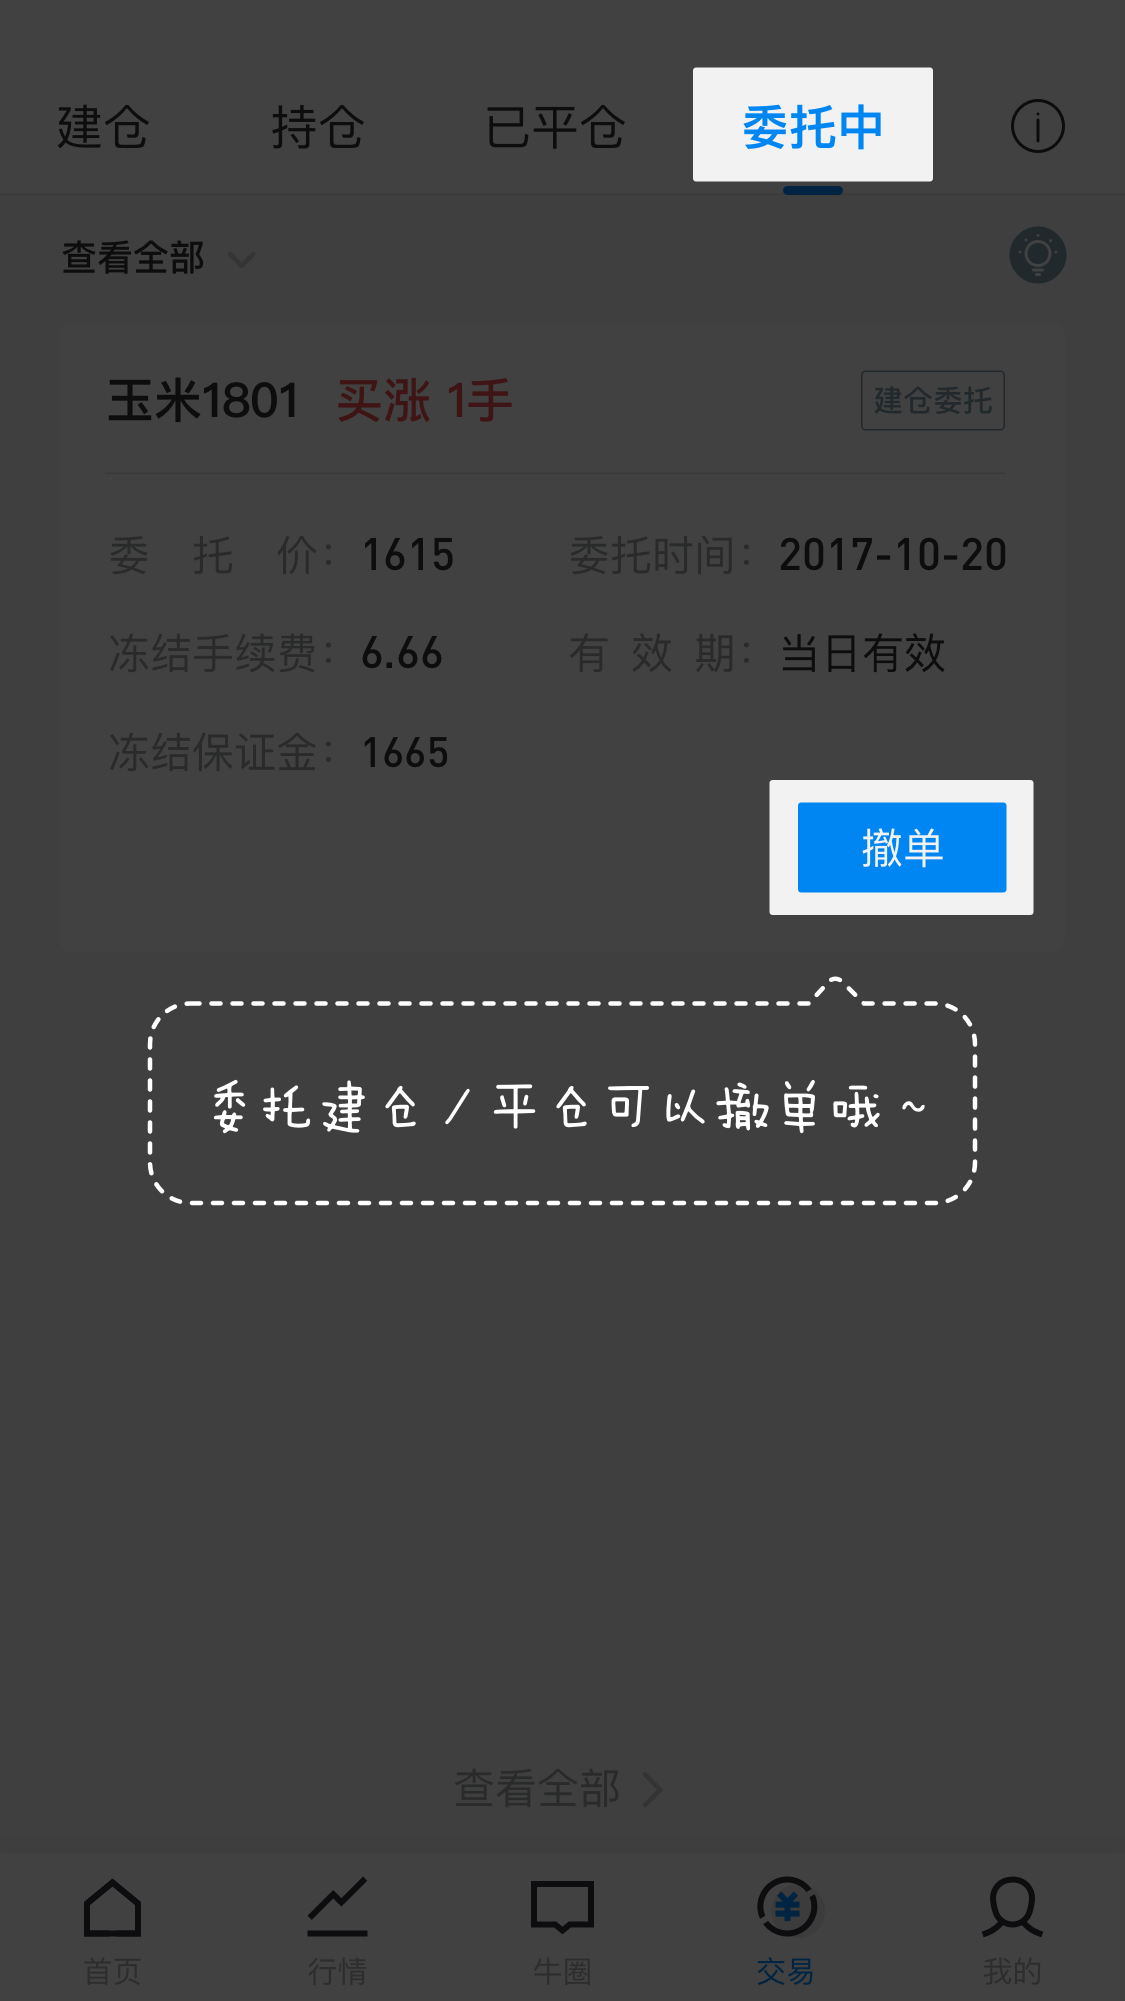 建仓 持仓 已平仓 委托中
查看全部
玉米1801 买涨 1手 建仓委托
委托价: 1615 委托时间: 2017-10-20
冻结手续费: 6.66 有效期: 当日有效
冻结保证金: 1665
撤单
委托建仓/平仓可以撤单哦~
查看全部
首页 行情 牛圈 交易 我的